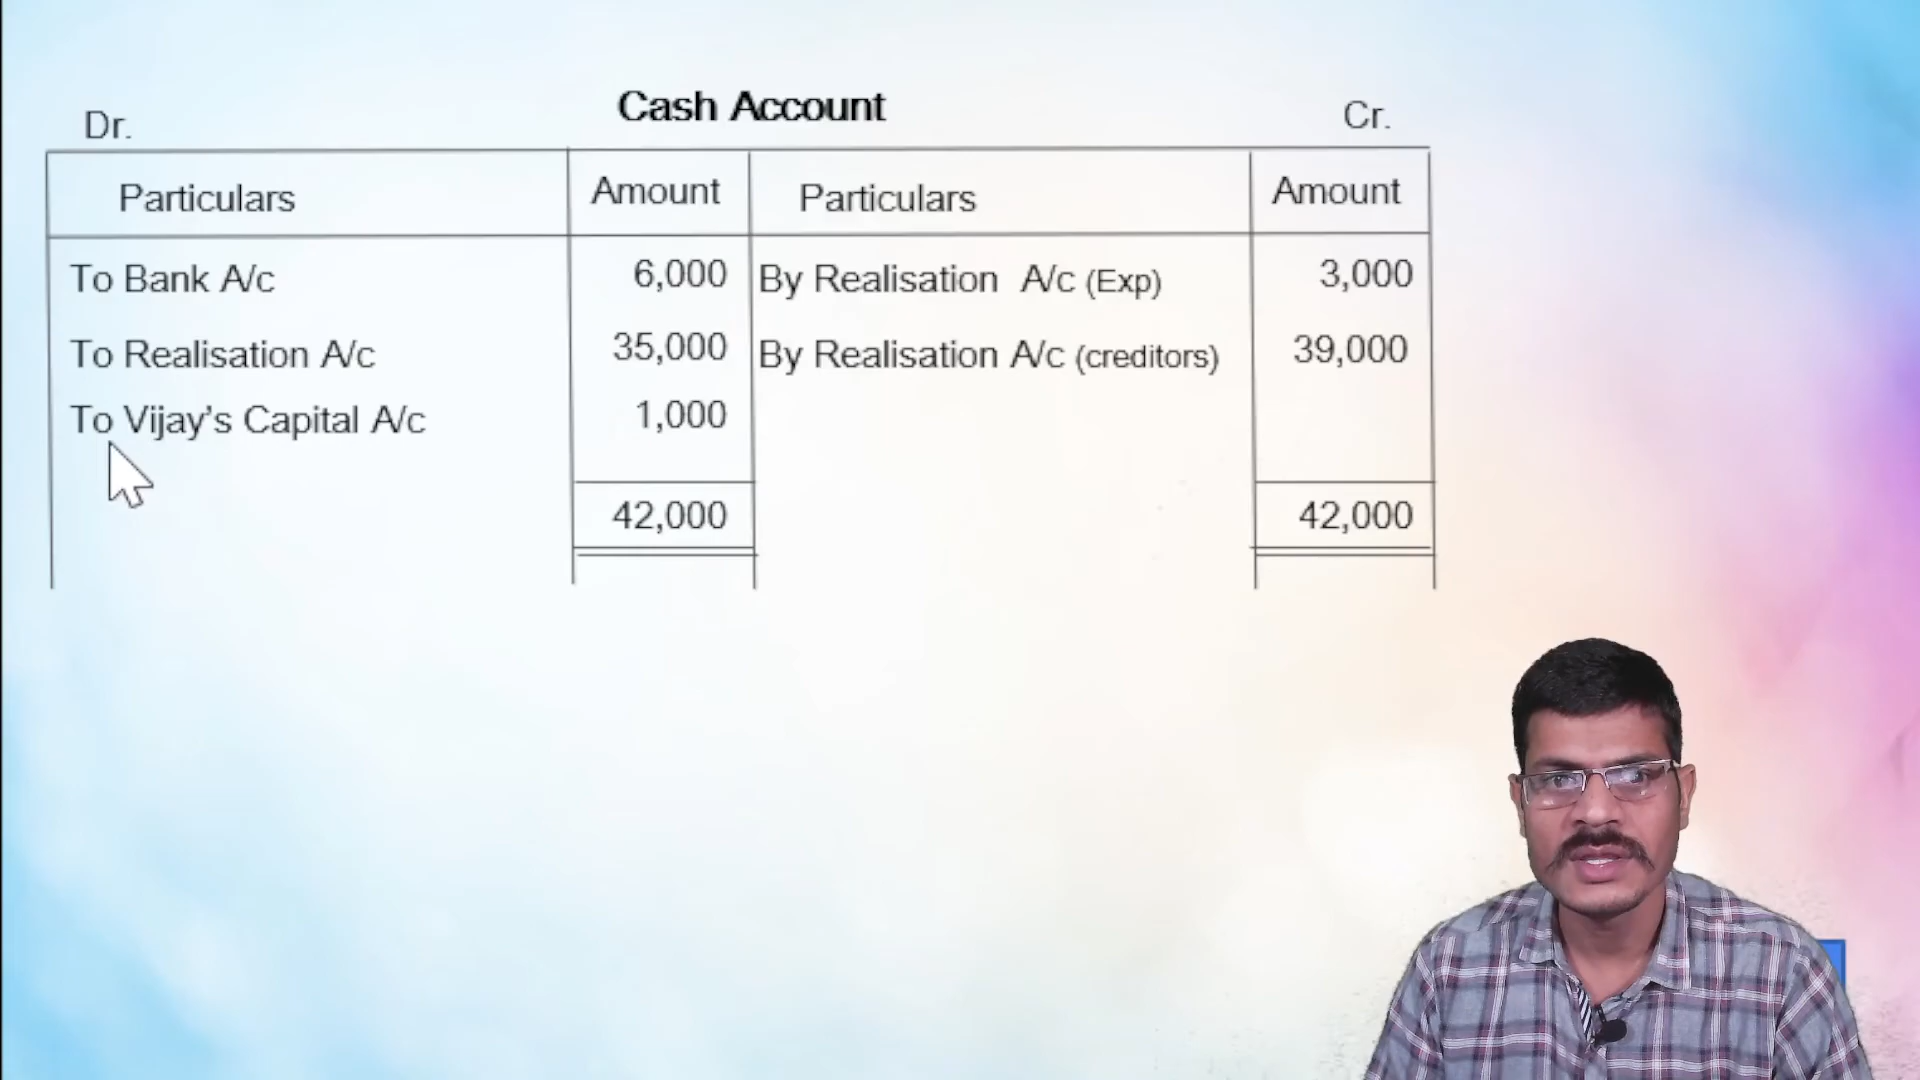 Cash Account
Dr.
Cr.
Particulars Amount Particulars Amount
To Bank A/c 6,000 By Realisation A/c (Exp) 3,000
To Realisation A/c 35,000 By Realisation A/c (creditors) 39,000
To Vijay's Capital A/c 1,000
42,000 42,000